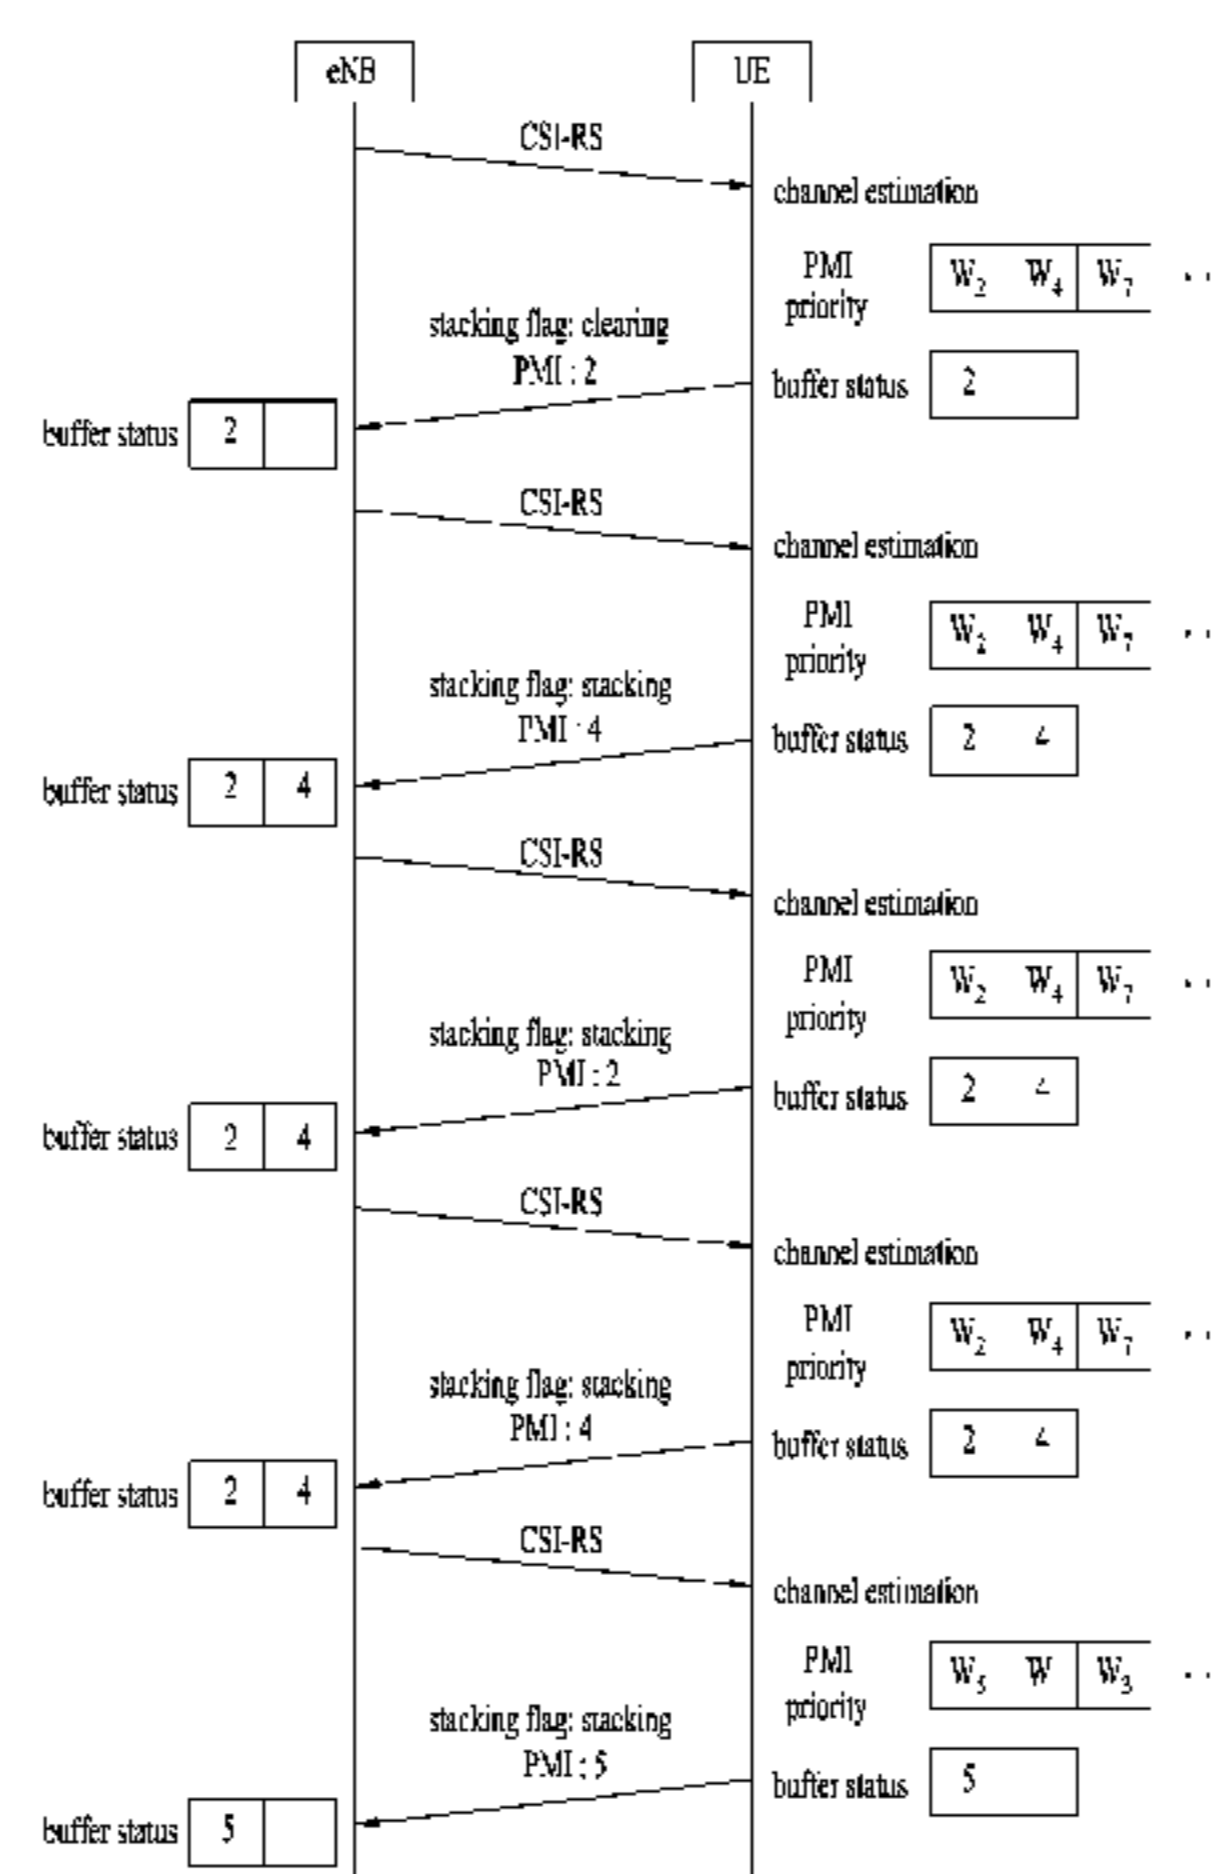 eNB UE
CSI-RS
channel estimation
PMI priority W2 W4 W7 . .
stacking flag: clearing
PMI : 2
buffer status 2
buffer status 2
CSI-RS
channel estimation
PMI priority W2 W4 W7 . .
stacking flag: stacking
PMI : 4
buffer status 2 4
buffer status 2 4
CSI-RS
channel estimation
PMI priority W2 W4 W7 . .
stacking flag: stacking
PMI : 2
buffer status 2 4
buffer status 2 4
CSI-RS
channel estimation
PMI priority W2 W4 W7 . .
stacking flag: stacking
PMI : 4
buffer status 2 4
buffer status 2 4
CSI-RS
channel estimation
PMI priority W5 W W3 . .
stacking flag: stacking
PMI : 5
buffer status 5
buffer status 5